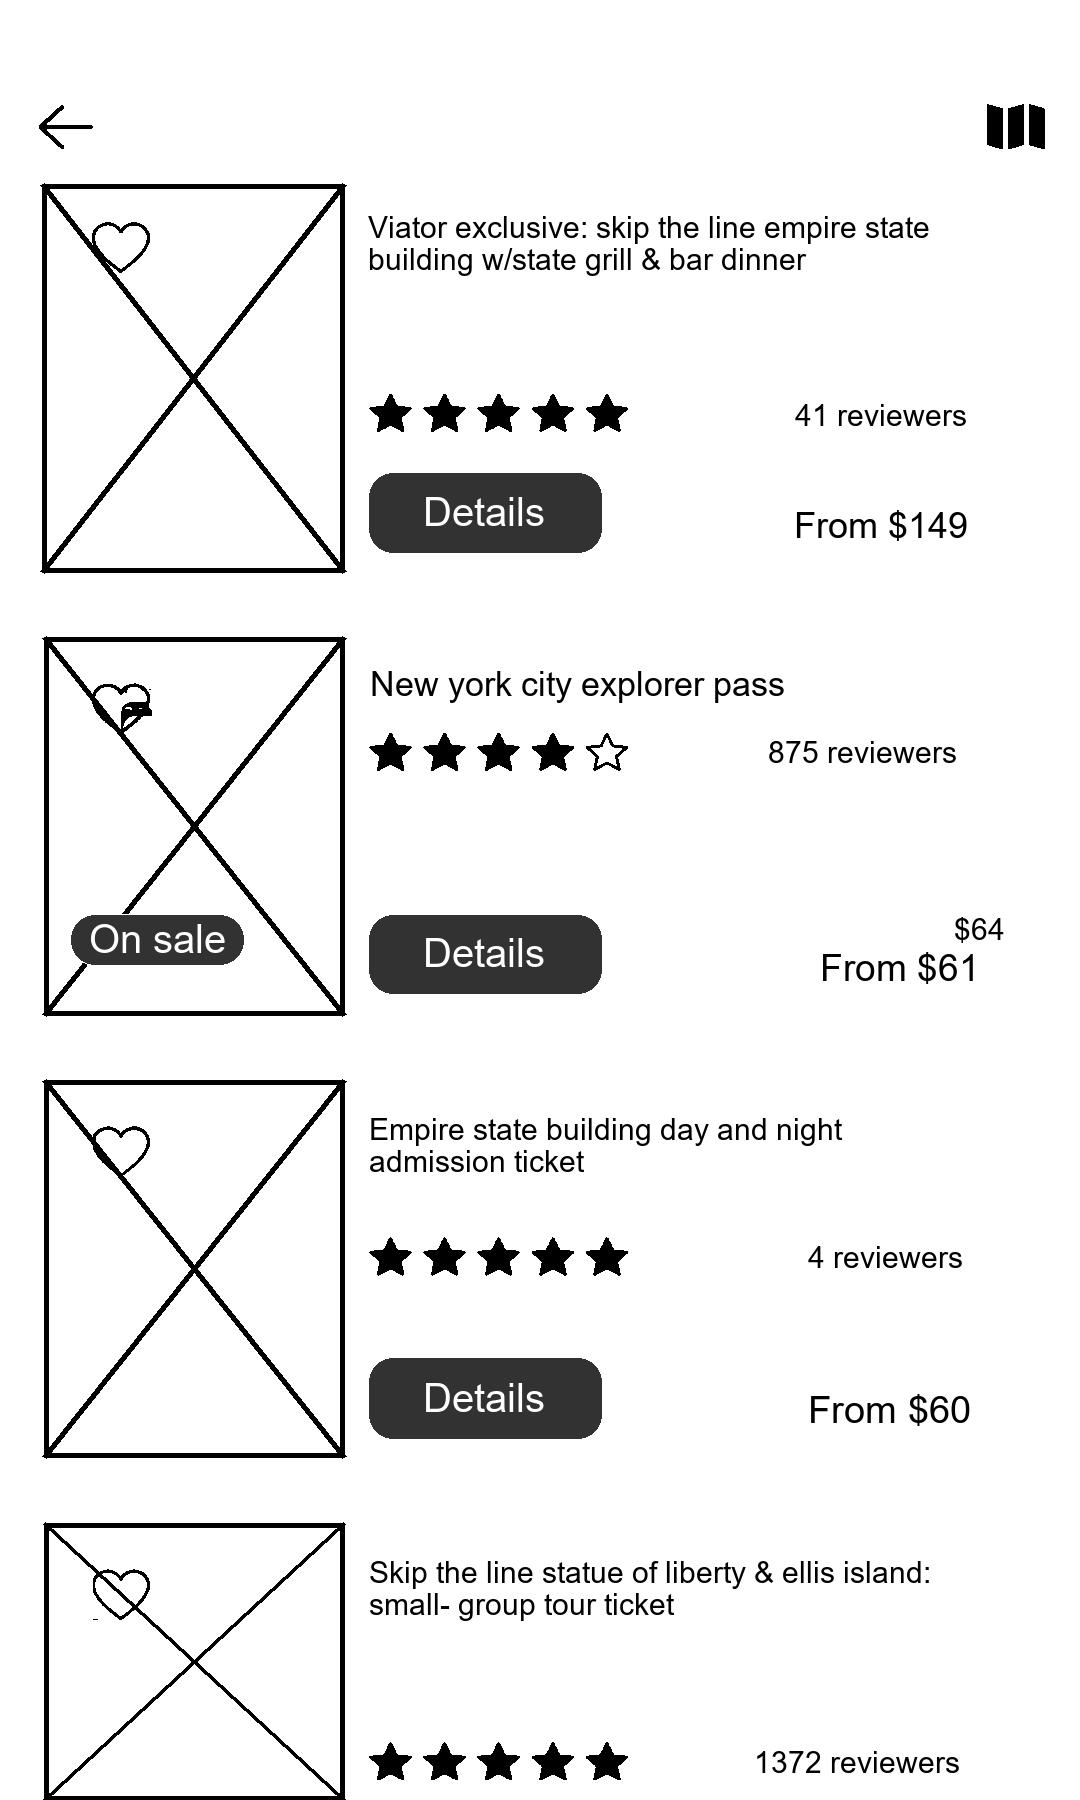 Viator exclusive: skip the line empire state
building w/state grill & bar dinner
41 reviewers
Details
From $149
New york city explorer pass
875 reviewers
On sale
Details
$64
From $61
Empire state building day and night
admission ticket
4 reviewers
Details
From $60
Skip the line statue of liberty & ellis island:
small- group tour ticket
1372 reviewers